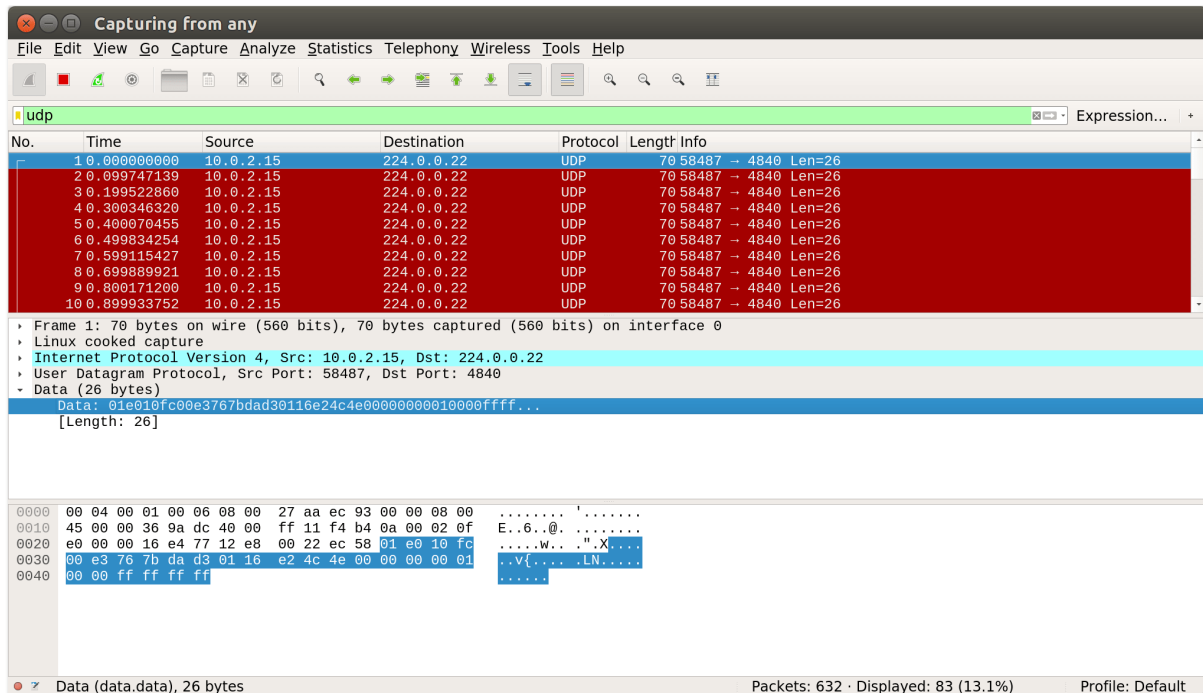 Capturing from any
File Edit View Go Capture Analyze Statistics Telephony Wireless Tools Help
udp Expression... +
No. Time Source Destination Protocol Length Info
1 0.000000000 10.0.2.15 224.0.0.22 UDP 70 58487 → 4840 Len=26
2 0.099747139 10.0.2.15 224.0.0.22 UDP 70 58487 → 4840 Len=26
3 0.199522860 10.0.2.15 224.0.0.22 UDP 70 58487 → 4840 Len=26
4 0.300346320 10.0.2.15 224.0.0.22 UDP 70 58487 → 4840 Len=26
5 0.400070455 10.0.2.15 224.0.0.22 UDP 70 58487 → 4840 Len=26
6 0.499834254 10.0.2.15 224.0.0.22 UDP 70 58487 → 4840 Len=26
7 0.599115427 10.0.2.15 224.0.0.22 UDP 70 58487 → 4840 Len=26
8 0.699889921 10.0.2.15 224.0.0.22 UDP 70 58487 → 4840 Len=26
9 0.800171200 10.0.2.15 224.0.0.22 UDP 70 58487 → 4840 Len=26
10 0.899933752 10.0.2.15 224.0.0.22 UDP 70 58487 → 4840 Len=26
Frame 1: 70 bytes on wire (560 bits), 70 bytes captured (560 bits) on interface 0
Linux cooked capture
Internet Protocol Version 4, Src: 10.0.2.15, Dst: 224.0.0.22
User Datagram Protocol, Src Port: 58487, Dst Port: 4840
Data (26 bytes)
Data: 01e010fc00e3767bdad30116e24c4e00000000010000ffff...
[Length: 26]
0000 00 04 00 01 00 06 08 00 27 aa ec 93 00 00 08 00 ........ '.......
0010 45 00 00 36 9a dc 40 00 ff 11 f4 b4 0a 00 02 0f E..6..@. ........
0020 e0 00 00 16 e4 77 12 e8 00 22 ec 58 01 e0 10 fc .....w.. .".X....
0030 00 e3 76 7b da d3 01 16 e2 4c 4e 00 00 00 00 01 ..v{.... .LN.....
0040 00 00 ff ff ff ff ......
Data (data.data), 26 bytes Packets: 632 · Displayed: 83 (13.1%) Profile: Default